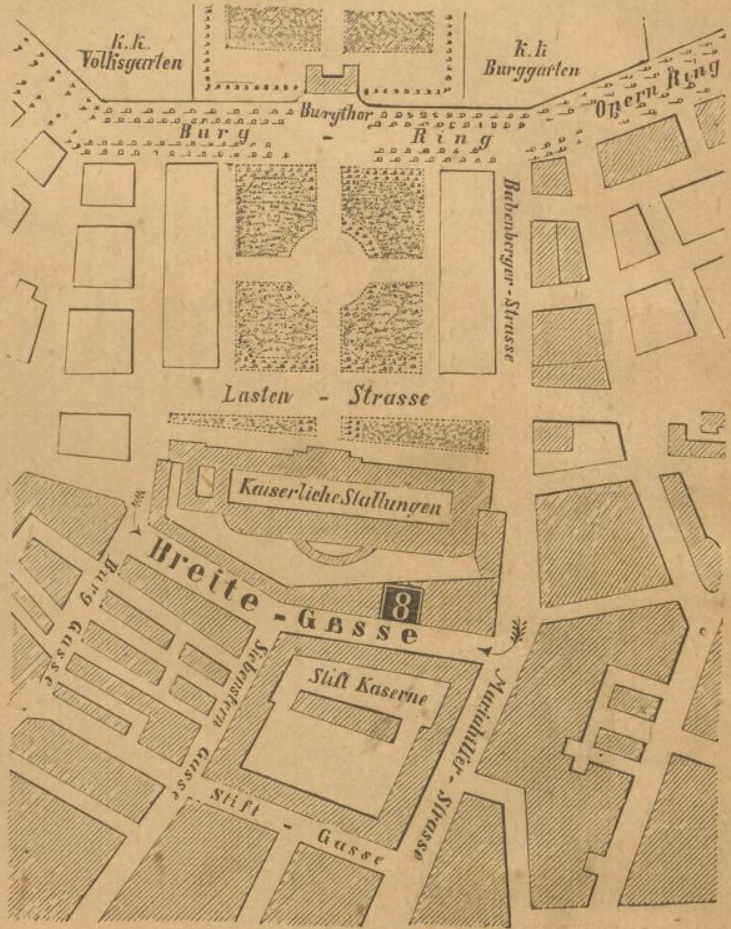 k.k.
Volksgarten
k.k
Burggarten
Opern Ring
Burgthor
Burg - Ring
Babenberger-Strasse
Lasten - Strasse
Kaiserliche Stallungen
Breite-Gasse
8
Burg Gasse
Siebenstern Gasse
Stift Kaserne
Mariahilfer-Strasse
Stift - Gasse